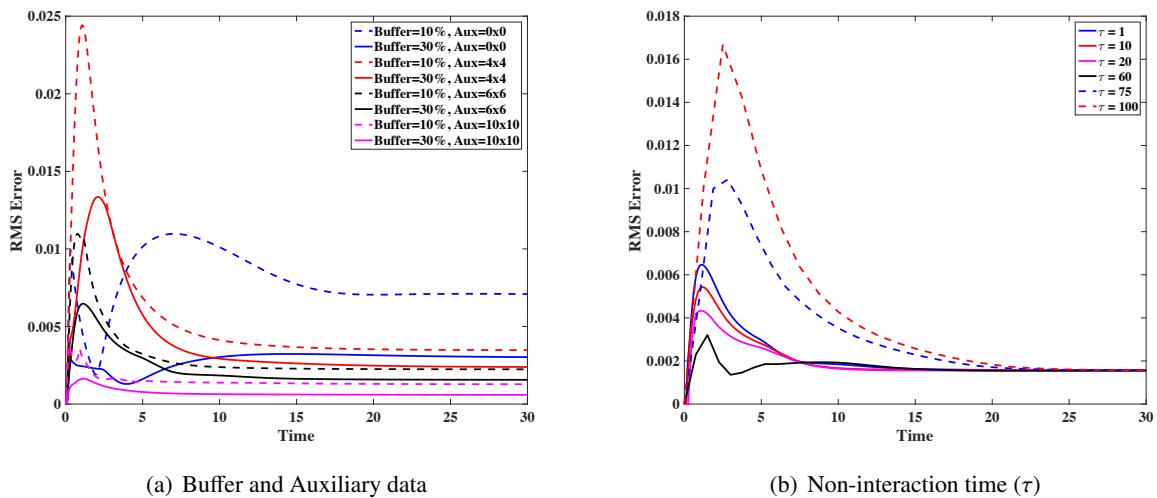 0.025
0.02
0.015
0.01
0.005
0
RMS Error
0 5 10 15 20 25 30
Time
Buffer=10%, Aux=0x0
Buffer=30%, Aux=0x0
Buffer=10%, Aux=4x4
Buffer=30%, Aux=4x4
Buffer=10%, Aux=6x6
Buffer=30%, Aux=6x6
Buffer=10%, Aux=10x10
Buffer=30%, Aux=10x10
(a) Buffer and Auxiliary data
0.018
0.016
0.014
0.012
0.01
0.008
0.006
0.004
0.002
0
RMS Error
0 5 10 15 20 25 30
Time
τ = 1
τ = 10
τ = 20
τ = 60
τ = 75
τ = 100
(b) Non-interaction time (τ)